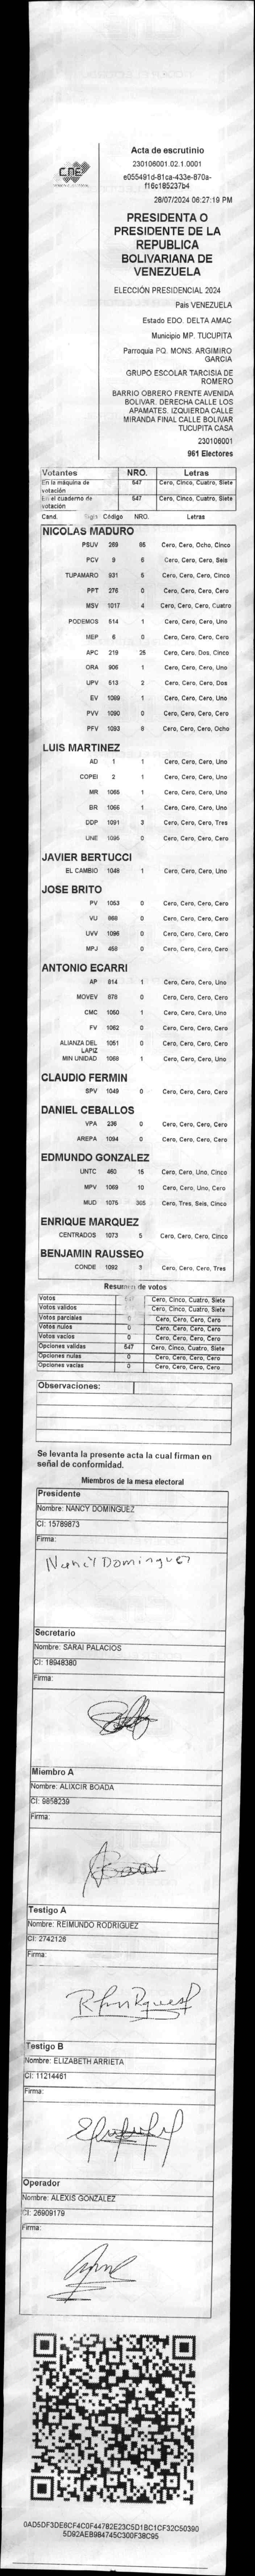 CNE
Acta de escrutinio
230106001.02.1.0001
e055491d-81ca-433e-870a-
f16c185237b4
28/07/2024 06:27:19 PM
PRESIDENTA O
PRESIDENTE DE LA
REPUBLICA
BOLIVARIANA DE
VENEZUELA
ELECCIÓN PRESIDENCIAL 2024
Pais VENEZUELA
Estado EDO. DELTA AMAC
Municipio MP. TUCUPITA
Parroquia PQ. MONS. ARGIMIRO
GARCIA
GRUPO ESCOLAR TARCISIA DE
ROMERO
BARRIO OBRERO FRENTE AVENIDA
BOLIVAR. DERECHA CALLE LOS
APAMATES. IZQUIERDA CALLE
MIRANDA FINAL CALLE BOLIVAR
TUCUPITA CASA
230106001
961 Electores
Votantes NRO. Letras
En la máquina de votación 547 Cero, Cinco, Cuatro, Siete
En el cuaderno de votación 547 Cero, Cinco, Cuatro, Siete
Cand. Sigla Código NRO. Letras
NICOLAS MADURO
PSUV 269 85 Cero, Cero, Ocho, Cinco
PCV 9 6 Cero, Cero, Cero, Seis
TUPAMARO 931 5 Cero, Cero, Cero, Cinco
PPT 276 0 Cero, Cero, Cero, Cero
MSV 1017 4 Cero, Cero, Cero, Cuatro
PODEMOS 514 1 Cero, Cero, Cero, Uno
MEP 6 0 Cero, Cero, Cero, Cero
APC 219 25 Cero, Cero, Dos, Cinco
ORA 906 1 Cero, Cero, Cero, Uno
UPV 513 2 Cero, Cero, Cero, Dos
EV 1089 1 Cero, Cero, Cero, Uno
PVV 1090 0 Cero, Cero, Cero, Cero
PFV 1093 8 Cero, Cero, Cero, Ocho
LUIS MARTINEZ
AD 1 1 Cero, Cero, Cero, Uno
COPEI 2 1 Cero, Cero, Cero, Uno
MR 1065 1 Cero, Cero, Cero, Uno
BR 1066 1 Cero, Cero, Cero, Uno
DDP 1091 3 Cero, Cero, Cero, Tres
UNE 1095 0 Cero, Cero, Cero, Cero
JAVIER BERTUCCI
EL CAMBIO 1048 1 Cero, Cero, Cero, Uno
JOSE BRITO
PV 1053 0 Cero, Cero, Cero, Cero
VU 868 0 Cero, Cero, Cero, Cero
UVV 1096 0 Cero, Cero, Cero, Cero
MPJ 458 0 Cero, Cero, Cero, Cero
ANTONIO ECARRI
AP 814 1 Cero, Cero, Cero, Uno
MOVEV 878 0 Cero, Cero, Cero, Cero
CMC 1050 1 Cero, Cero, Cero, Uno
FV 1062 0 Cero, Cero, Cero, Cero
ALIANZA DEL LAPIZ 1051 0 Cero, Cero, Cero, Cero
MIN UNIDAD 1068 1 Cero, Cero, Cero, Uno
CLAUDIO FERMIN
SPV 1049 0 Cero, Cero, Cero, Cero
DANIEL CEBALLOS
VPA 236 0 Cero, Cero, Cero, Cero
AREPA 1094 0 Cero, Cero, Cero, Cero
EDMUNDO GONZALEZ
UNTC 460 15 Cero, Cero, Uno, Cinco
MPV 1069 10 Cero, Cero, Uno, Cero
MUD 1075 365 Cero, Tres, Seis, Cinco
ENRIQUE MARQUEZ
CENTRADOS 1073 5 Cero, Cero, Cero, Cinco
BENJAMIN RAUSSEO
CONDE 1092 3 Cero, Cero, Cero, Tres
Resumen de votos
Votos 547 Cero, Cinco, Cuatro, Siete
Votos validos Cero, Cinco, Cuatro, Siete
Votos parciales 0 Cero, Cero, Cero, Cero
Votos nulos 0 Cero, Cero, Cero, Cero
Votos vacios 0 Cero, Cero, Cero, Cero
Opciones validas 547 Cero, Cinco, Cuatro, Siete
Opciones nulas 0 Cero, Cero, Cero, Cero
Opciones vacias 0 Cero, Cero, Cero, Cero
Observaciones:
Se levanta la presente acta la cual firman en
señal de conformidad.
Miembros de la mesa electoral
Presidente
Nombre: NANCY DOMINGUEZ
CI: 15789873
Firma:
Nancy Dominguez
Secretario
Nombre: SARAI PALACIOS
CI: 18948380
Firma:
Miembro A
Nombre: ALIXCIR BOADA
CI: 9858239
Firma:
Testigo A
Nombre: REIMUNDO RODRIGUEZ
CI: 2742126
Firma:
Testigo B
Nombre: ELIZABETH ARRIETA
CI: 11214461
Firma:
Operador
Nombre: ALEXIS GONZALEZ
CI: 26909179
Firma:
0AD5DF3DE6CF4C0F447B2E23C5D1BC1CF32C50390
5D92AEB984745C300F38C95